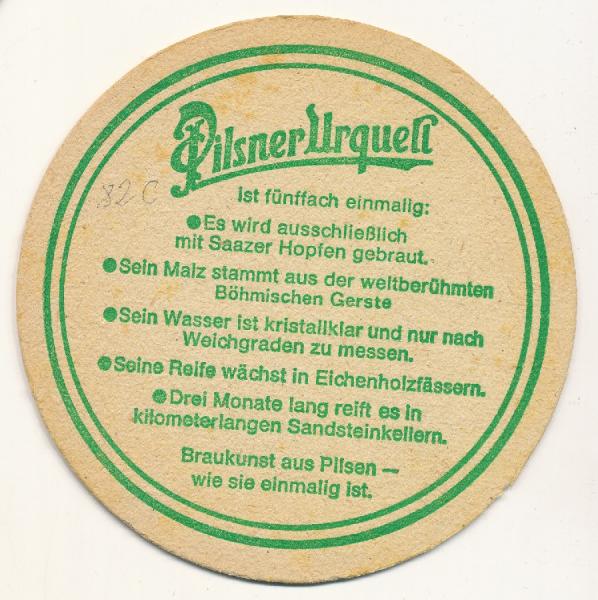 Pilsner Urquell
ist fünffach einmalig:
82 C
●Es wird ausschließlich
mit Saazer Hopfen gebraut.
●Sein Malz stammt aus der weltberühmten
Böhmischen Gerste
●Sein Wasser ist kristallklar und nur nach
Weichgraden zu messen.
●Seine Reife wächst in Eichenholzfässern.
●Drei Monate lang reift es in
kilometerlangen Sandsteinkellern.
Braukunst aus Pilsen —
wie sie einmalig ist.